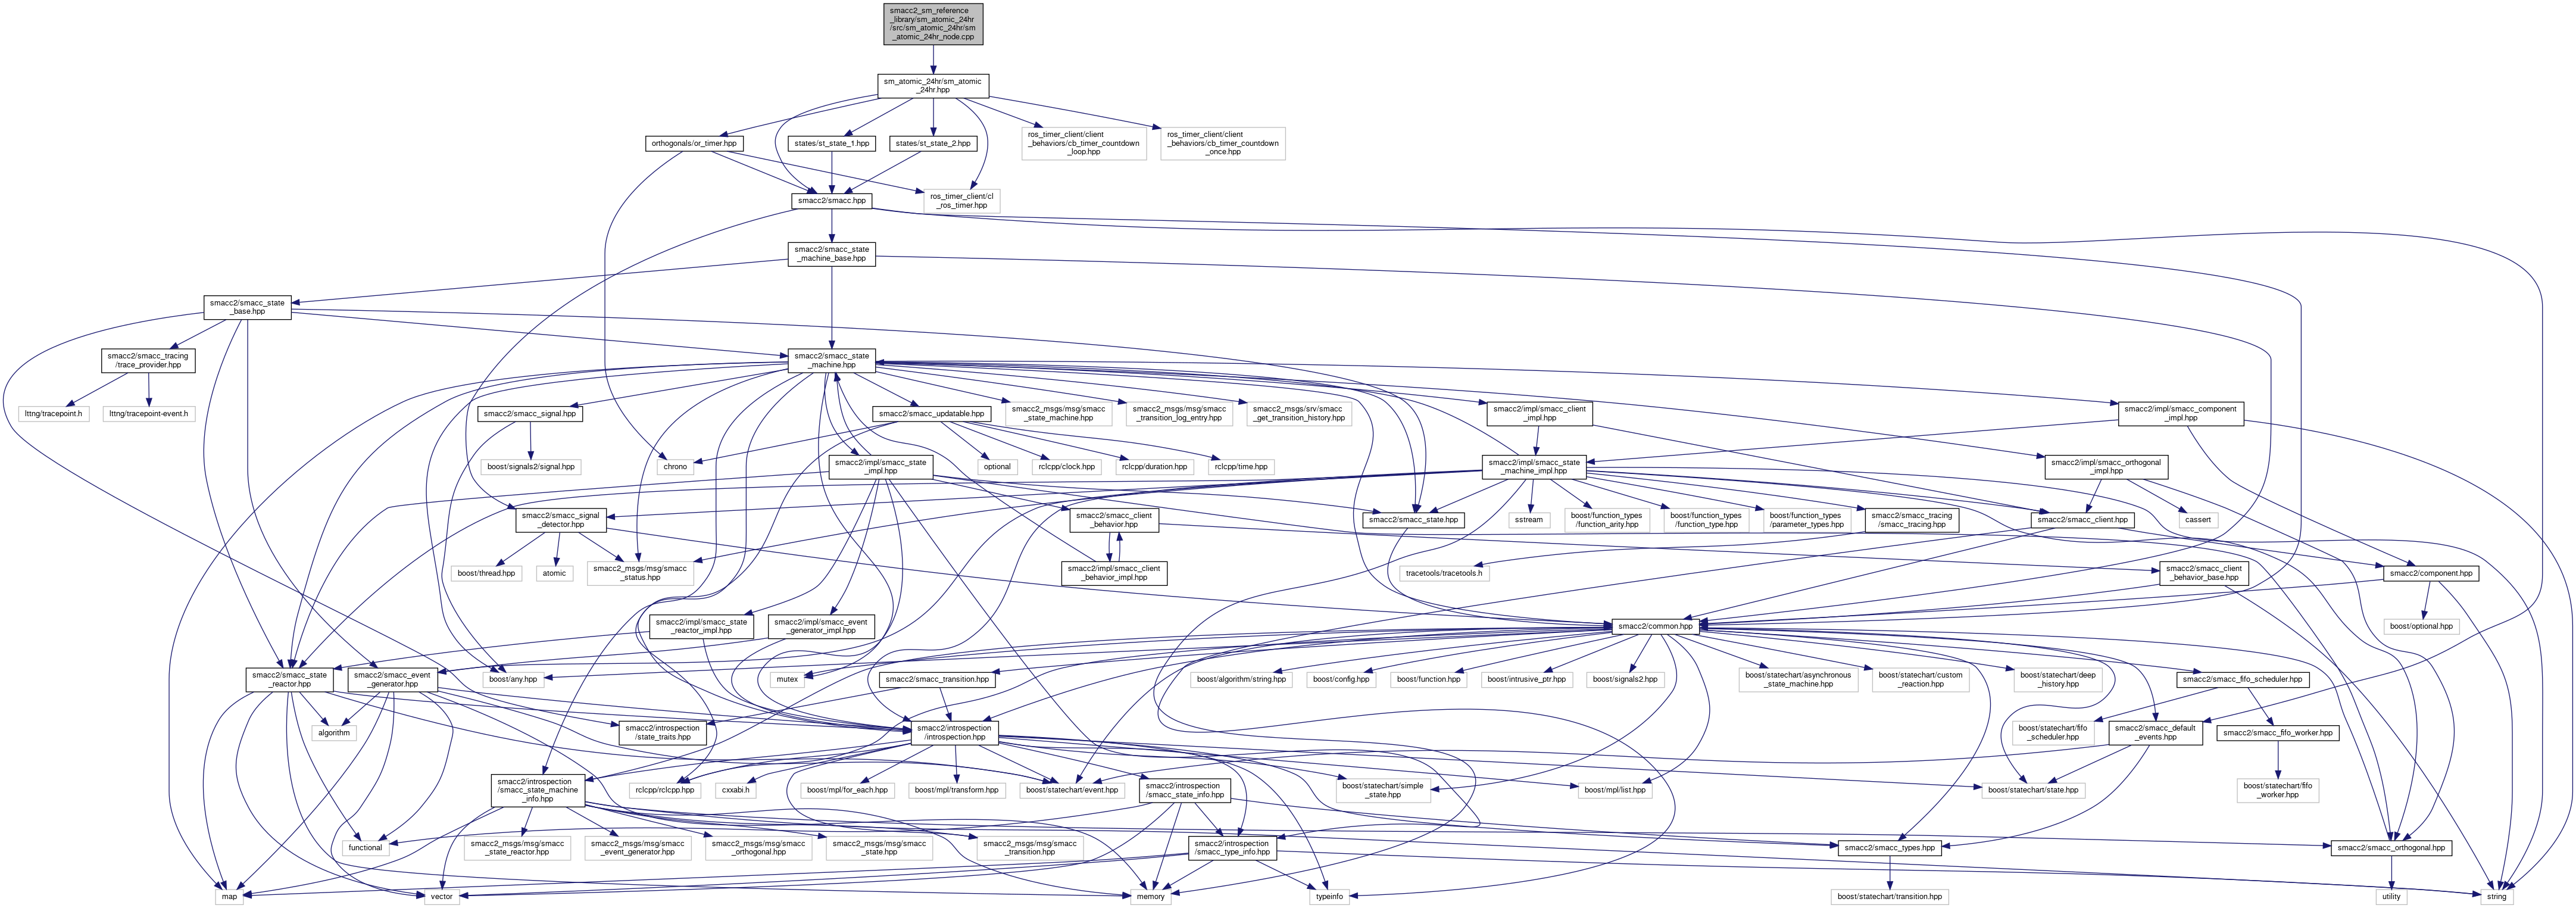 smacc2_sm_reference
_library/sm_atomic_24hr
/src/sm_atomic_24hr/sm
_atomic_24hr_node.cpp
sm_atomic_24hr/sm_atomic
_24hr.hpp
orthogonals/or_timer.hpp
states/st_state_1.hpp
states/st_state_2.hpp
ros_timer_client/client
_behaviors/cb_timer_countdown
_loop.hpp
ros_timer_client/client
_behaviors/cb_timer_countdown
_once.hpp
smacc2/smacc.hpp
ros_timer_client/cl
_ros_timer.hpp
smacc2/smacc_state
_machine_base.hpp
smacc2/smacc_state
_base.hpp
smacc2/smacc_tracing
/trace_provider.hpp
smacc2/smacc_state
_machine.hpp
lttng/tracepoint.h
lttng/tracepoint-event.h
smacc2/smacc_signal.hpp
smacc2/smacc_updatable.hpp
smacc2_msgs/msg/smacc
_state_machine.hpp
smacc2_msgs/msg/smacc
_transition_log_entry.hpp
smacc2_msgs/srv/smacc
_get_transition_history.hpp
smacc2/impl/smacc_client
_impl.hpp
smacc2/impl/smacc_component
_impl.hpp
boost/signals2/signal.hpp
chrono
smacc2/impl/smacc_state
_impl.hpp
optional
rclcpp/clock.hpp
rclcpp/duration.hpp
rclcpp/time.hpp
smacc2/impl/smacc_state
_machine_impl.hpp
smacc2/impl/smacc_orthogonal
_impl.hpp
smacc2/smacc_signal
_detector.hpp
smacc2/smacc_client
_behavior.hpp
smacc2/smacc_state.hpp
sstream
boost/function_types
/function_arity.hpp
boost/function_types
/function_type.hpp
boost/function_types
/parameter_types.hpp
smacc2/smacc_tracing
/smacc_tracing.hpp
smacc2/smacc_client.hpp
cassert
boost/thread.hpp
atomic
smacc2_msgs/msg/smacc
_status.hpp
smacc2/impl/smacc_client
_behavior_impl.hpp
tracetools/tracetools.h
smacc2/smacc_client
_behavior_base.hpp
smacc2/component.hpp
smacc2/impl/smacc_state
_reactor_impl.hpp
smacc2/impl/smacc_event
_generator_impl.hpp
smacc2/common.hpp
boost/optional.hpp
smacc2/smacc_state
_reactor.hpp
smacc2/smacc_event
_generator.hpp
boost/any.hpp
mutex
smacc2/smacc_transition.hpp
boost/algorithm/string.hpp
boost/config.hpp
boost/function.hpp
boost/intrusive_ptr.hpp
boost/signals2.hpp
boost/statechart/asynchronous
_state_machine.hpp
boost/statechart/custom
_reaction.hpp
boost/statechart/deep
_history.hpp
smacc2/smacc_fifo_scheduler.hpp
algorithm
smacc2/introspection
/state_traits.hpp
smacc2/introspection
/introspection.hpp
boost/statechart/fifo
_scheduler.hpp
smacc2/smacc_default
_events.hpp
smacc2/smacc_fifo_worker.hpp
smacc2/introspection
/smacc_state_machine
_info.hpp
rclcpp/rclcpp.hpp
cxxabi.h
boost/mpl/for_each.hpp
boost/mpl/transform.hpp
boost/statechart/event.hpp
smacc2/introspection
/smacc_state_info.hpp
boost/statechart/simple
_state.hpp
boost/mpl/list.hpp
boost/statechart/state.hpp
boost/statechart/fifo
_worker.hpp
functional
smacc2_msgs/msg/smacc
_state_reactor.hpp
smacc2_msgs/msg/smacc
_event_generator.hpp
smacc2_msgs/msg/smacc
_orthogonal.hpp
smacc2_msgs/msg/smacc
_state.hpp
smacc2_msgs/msg/smacc
_transition.hpp
smacc2/introspection
/smacc_type_info.hpp
smacc2/smacc_types.hpp
smacc2/smacc_orthogonal.hpp
map
vector
memory
typeinfo
boost/statechart/transition.hpp
utility
string